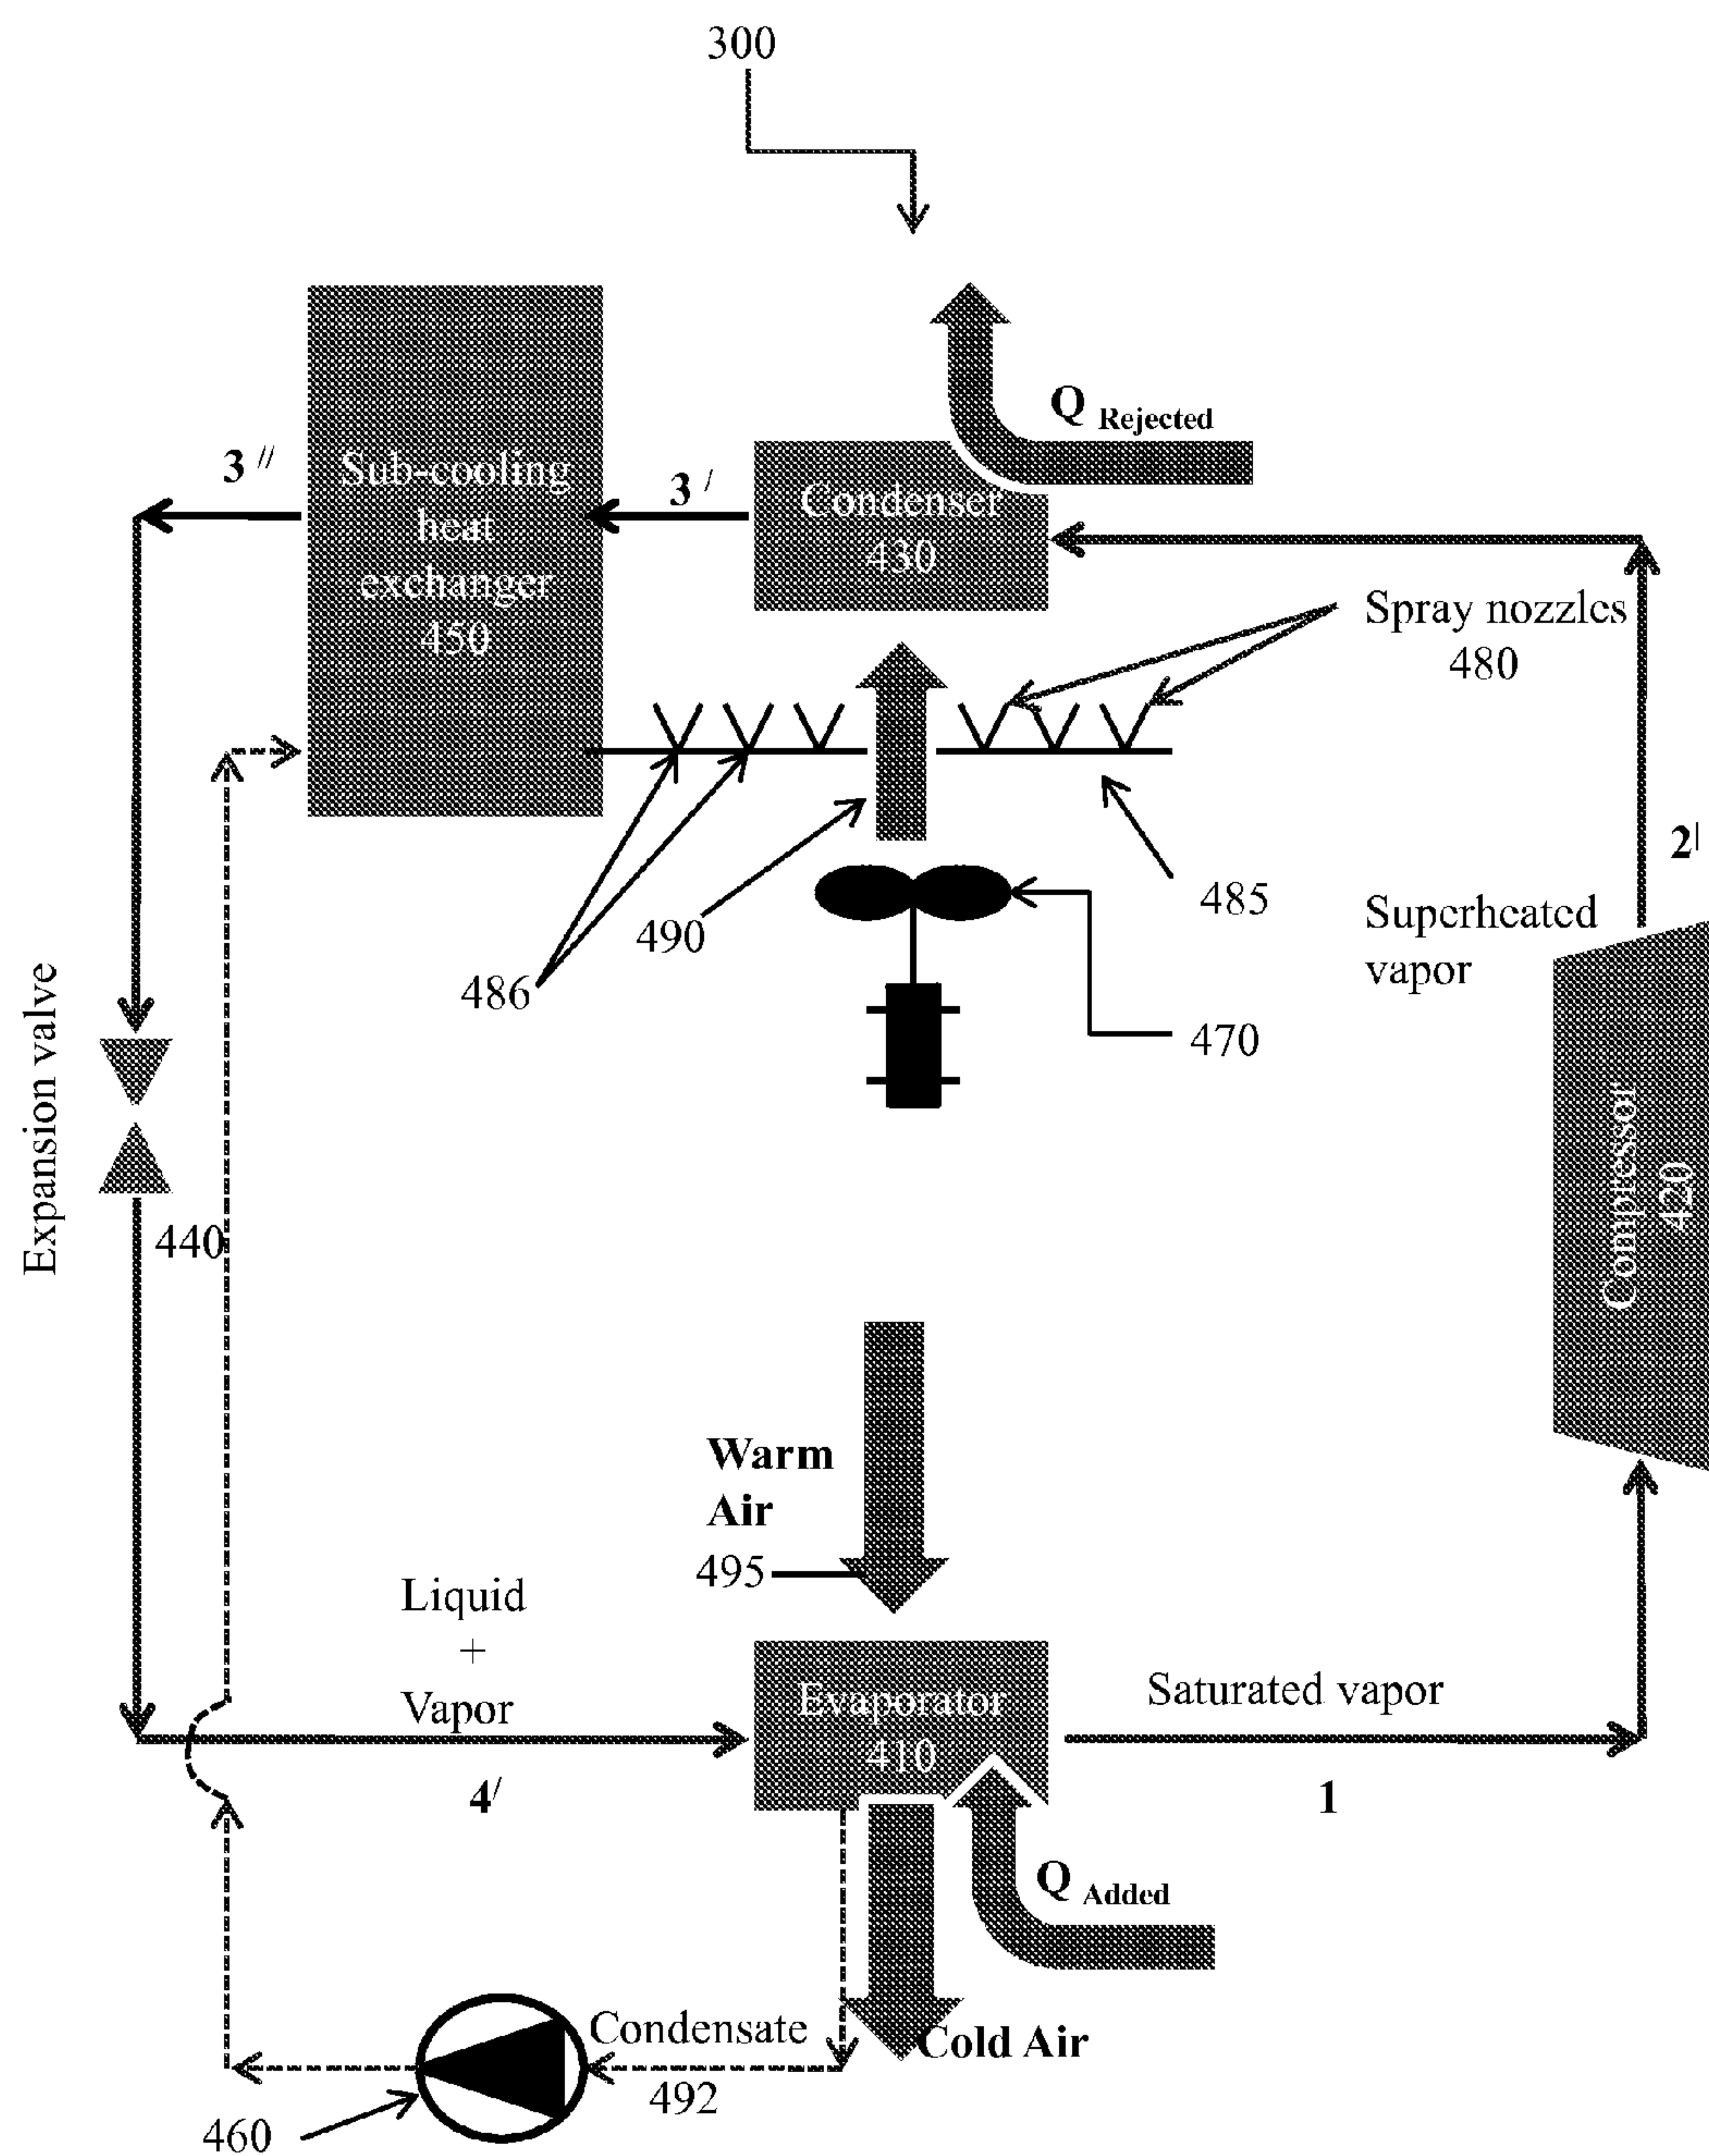 300
Q Rejected
3 //
Sub-cooling
heat
exchanger
450
3 /
Condenser
430
Spray nozzles
480
2|
485
490
486
Superheated
vapor
470
Expansion valve
440
Compressor
420
Warm
Air
495
Liquid
+
Vapor
Evaporator
410
Saturated vapor
4/
1
Q Added
Condensate
Cold Air
492
460